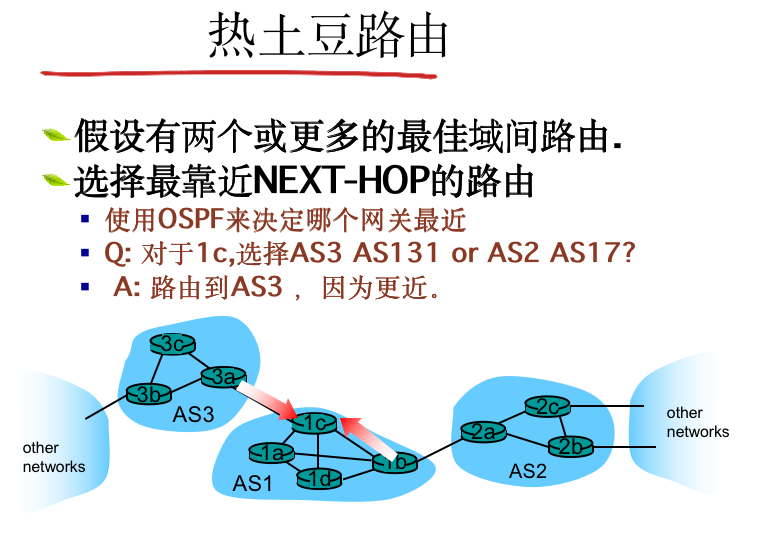 热土豆路由
假设有两个或更多的最佳域间路由.
选择最靠近NEXT-HOP的路由
使用OSPF来决定哪个网关最近
Q: 对于1c,选择AS3 AS131 or AS2 AS17?
A: 路由到AS3 ，因为更近。
3c
3a
3b
AS3
1c
1a
1b
1d
AS1
2c
2a
2b
AS2
other
networks
other
networks